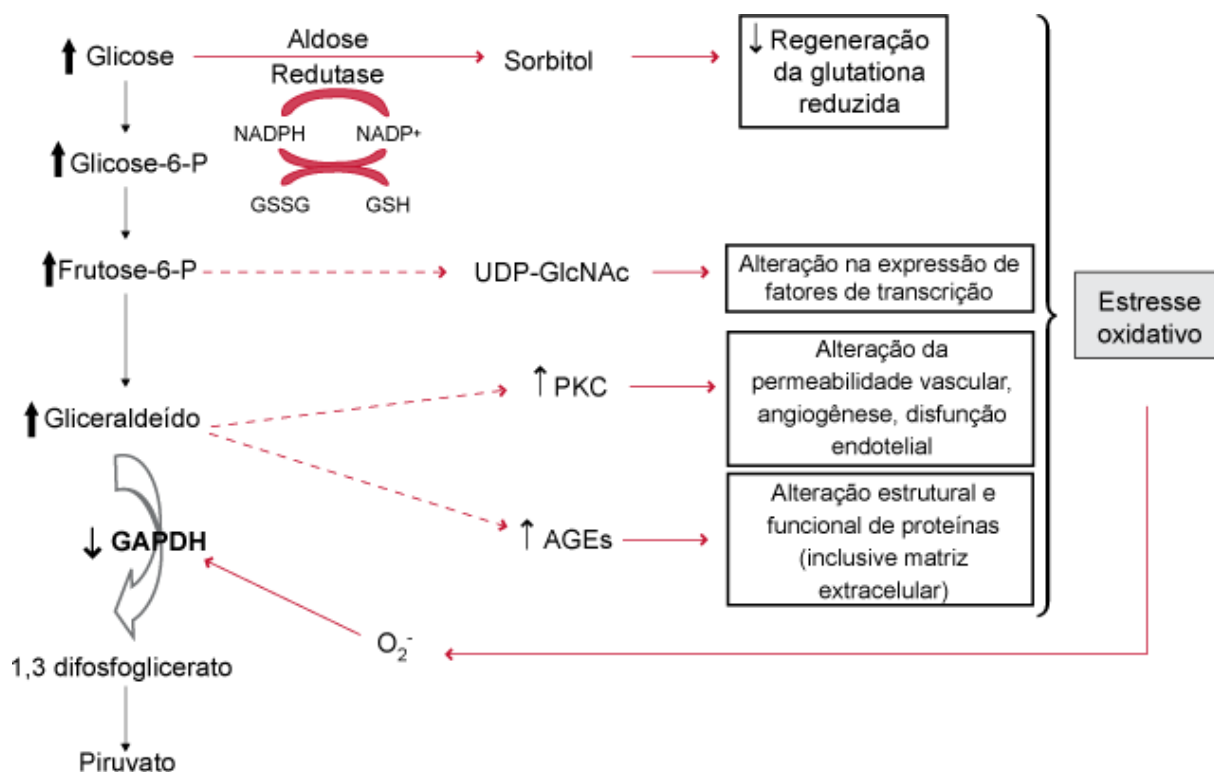 ↑ Glicose
Aldose
Redutase
Sorbitol
↓ Regeneração
da glutationa
reduzida
NADPH
NADP+
GSSG
GSH
↑ Glicose-6-P
↑ Frutose-6-P
UDP-GlcNAc
Alteração na expressão de
fatores de transcrição
Estresse
oxidativo
↑ Gliceraldeído
↑ PKC
Alteração da
permeabilidade vascular,
angiogênese, disfunção
endotelial
↑ AGEs
Alteração estrutural e
funcional de proteínas
(inclusive matriz
extracelular)
↓ GAPDH
O₂⁻
1,3 difosfoglicerato
Piruvato